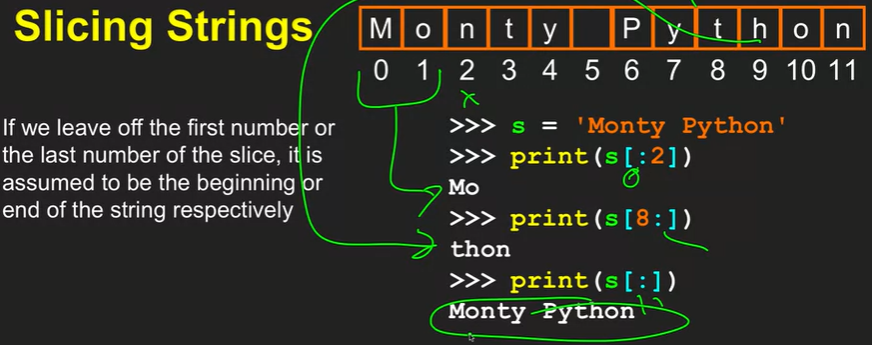 Slicing Strings
M o n t y P y t h o n
0 1 2 3 4 5 6 7 8 9 10 11
If we leave off the first number or
the last number of the slice, it is
assumed to be the beginning or
end of the string respectively
>>> s = 'Monty Python'
>>> print(s[:2])
Mo
>>> print(s[8:])
thon
>>> print(s[:])
Monty Python